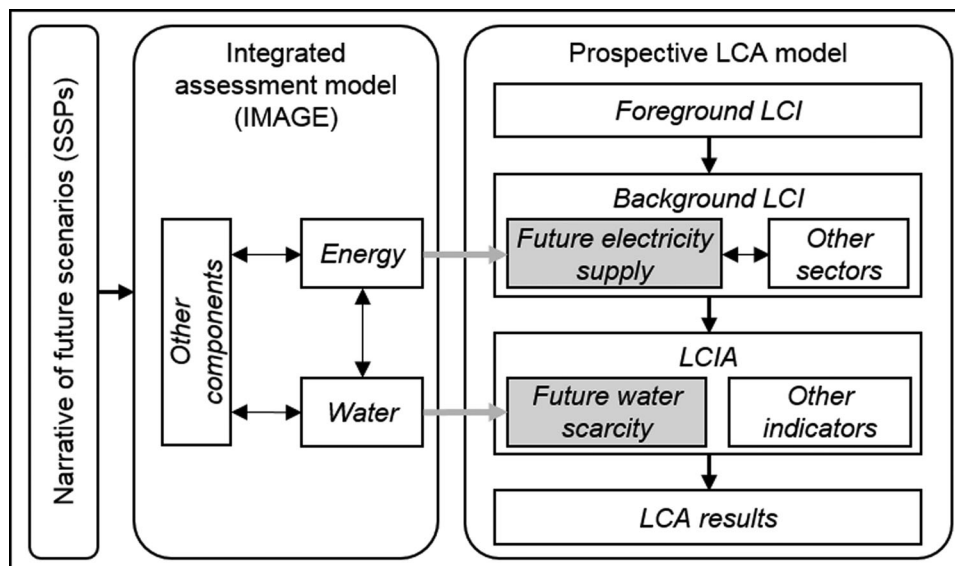 Narrative of future scenarios (SSPs)
Integrated
assessment model
(IMAGE)
Other
components
Energy
Water
Prospective LCA model
Foreground LCI
Background LCI
Future electricity
supply
Other
sectors
LCIA
Future water
scarcity
Other
indicators
LCA results